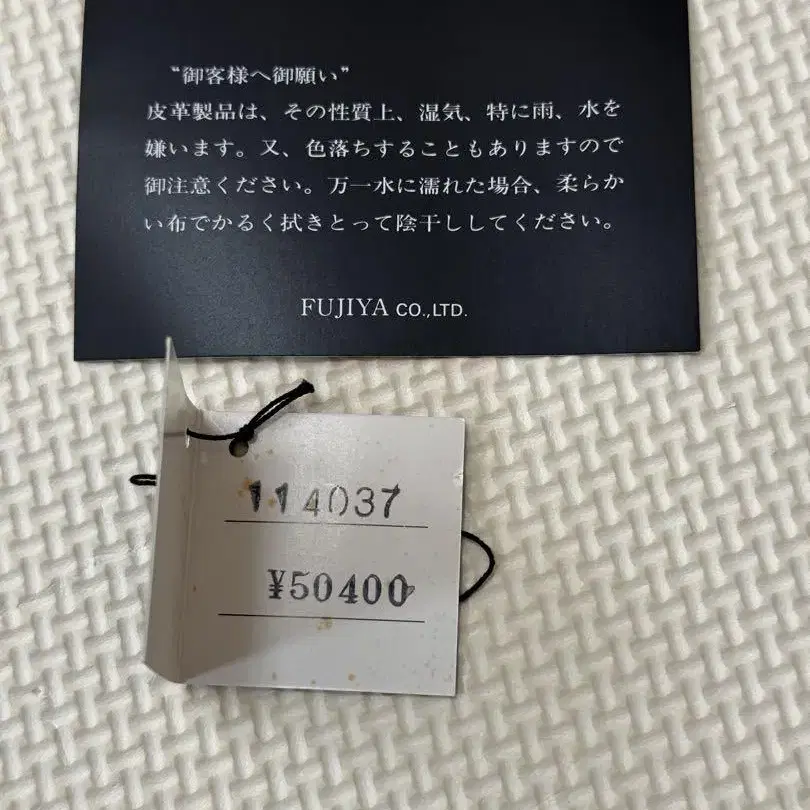 “御客様へ御願い”
皮革製品は、その性質上、湿気、特に雨、水を
嫌います。又、色落ちすることもありますので
御注意ください。万一水に濡れた場合、柔らか
い布でかるく拭きとって陰干ししてください。
FUJIYA CO.,LTD.
114037
¥50400